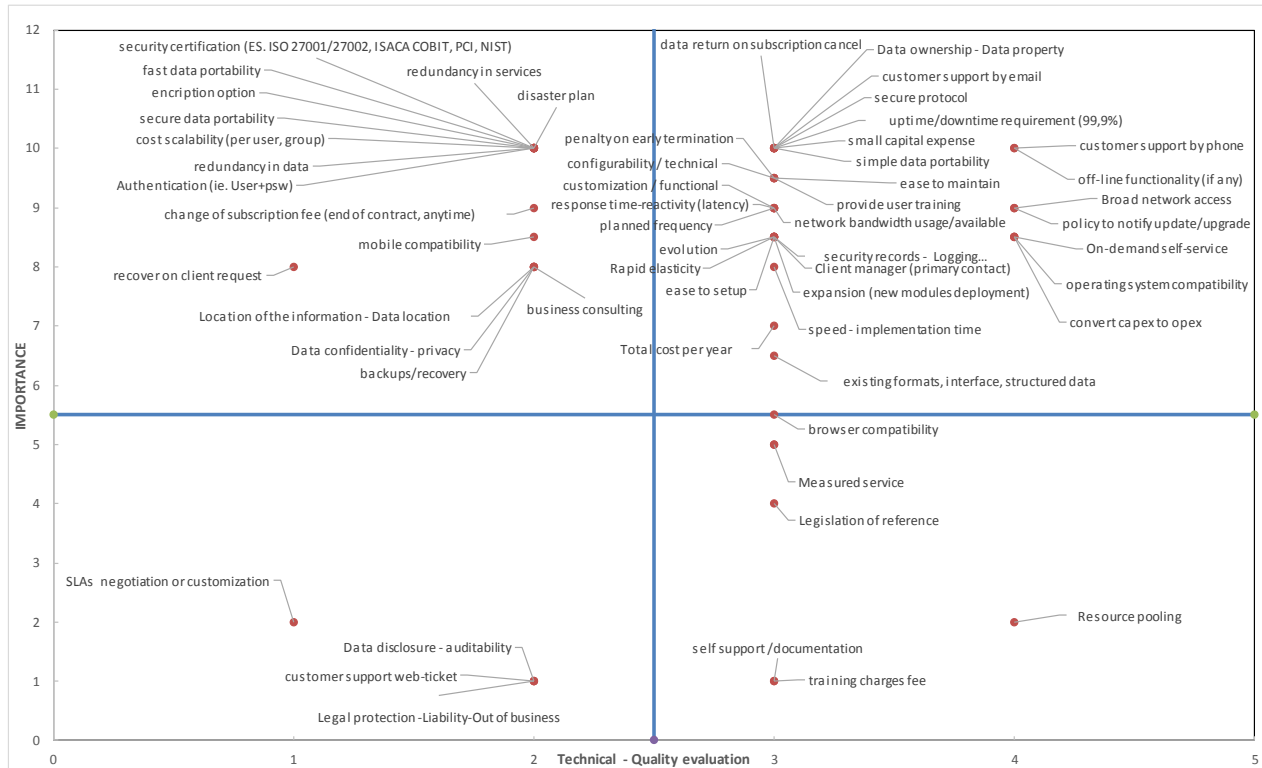 12
security certification (ES. ISO 27001/27002, ISACA COBIT, PCI, NIST)
data return on subscription cancel
Data ownership - Data property
fast data portability
redundancy in services
customer support by email
11
encription option
disaster plan
secure protocol
secure data portability
uptime/downtime requirement (99,9%)
cost scalability (per user, group)
penalty on early termination
small capital expense
customer support by phone
10
redundancy in data
configurability / technical
simple data portability
Authentication (ie. User+psw)
customization / functional
ease to maintain
off-line functionality (if any)
response time-reactivity (latency)
provide user training
Broad network access
9
change of subscription fee (end of contract, anytime)
planned frequency
network bandwidth usage/available
policy to notify update/upgrade
mobile compatibility
evolution
security records - Logging...
On-demand self-service
8
recover on client request
Rapid elasticity
Client manager (primary contact)
ease to setup
expansion (new modules deployment)
operating system compatibility
business consulting
Location of the information - Data location
speed - implementation time
convert capex to opex
7
Data confidentiality - privacy
Total cost per year
backups/recovery
existing formats, interface, structured data
6
IMPORTANCE
browser compatibility
5
Measured service
4
Legislation of reference
3
SLAs negotiation or customization
2
Resource pooling
Data disclosure - auditability
self support /documentation
customer support web-ticket
training charges fee
1
Legal protection -Liability-Out of business
0
0
1
2
Technical - Quality evaluation
3
4
5